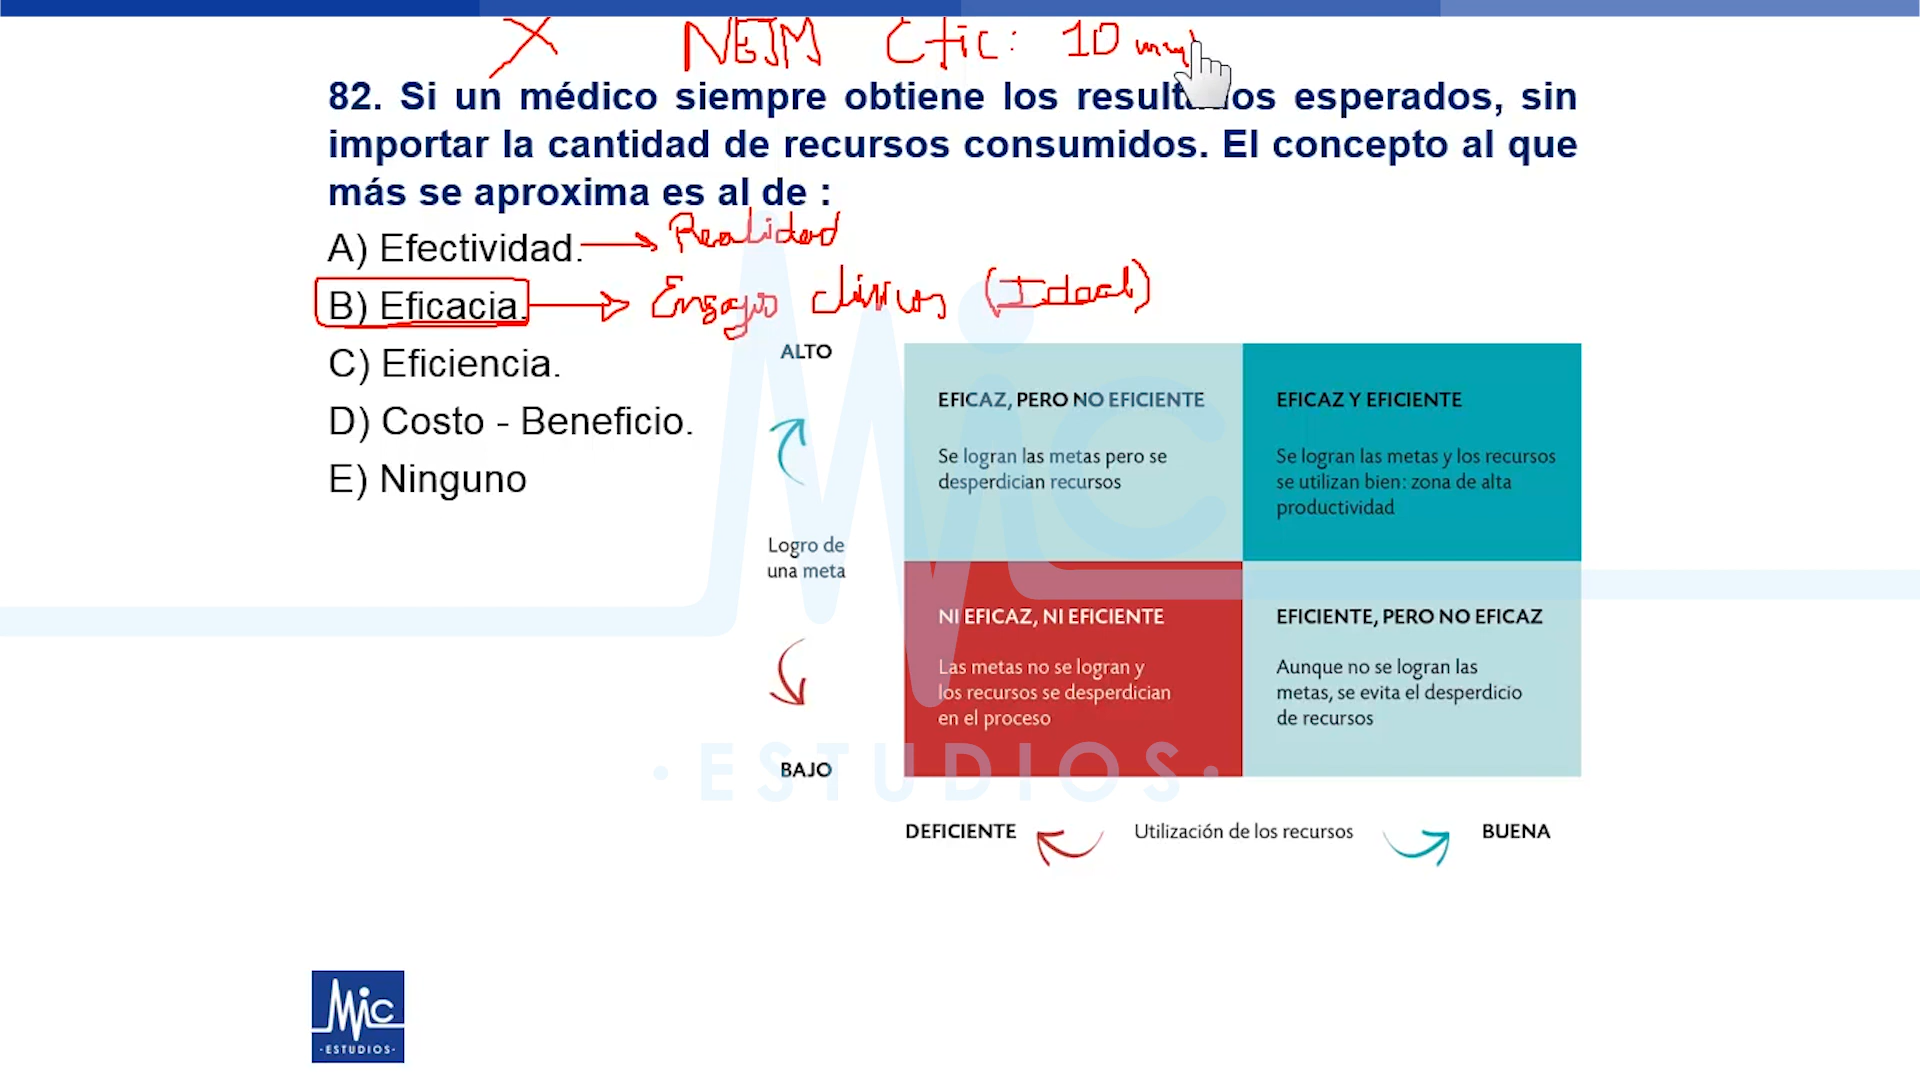 X NEJM Efic: 10
82. Si un médico siempre obtiene los resultados esperados, sin
importar la cantidad de recursos consumidos. El concepto al que
más se aproxima es al de :
A) Efectividad. Realidad
B) Eficacia. Ensayos clínicos (Ideal)
C) Eficiencia.
D) Costo - Beneficio.
E) Ninguno
ALTO
Logro de
una meta
BAJO
EFICAZ, PERO NO EFICIENTE
Se logran las metas pero se
desperdician recursos
EFICAZ Y EFICIENTE
Se logran las metas y los recursos
se utilizan bien: zona de alta
productividad
NI EFICAZ, NI EFICIENTE
Las metas no se logran y
los recursos se desperdician
en el proceso
EFICIENTE, PERO NO EFICAZ
Aunque no se logran las
metas, se evita el desperdicio
de recursos
DEFICIENTE Utilización de los recursos BUENA
Mic
·ESTUDIOS·
Mic
·ESTUDIOS·